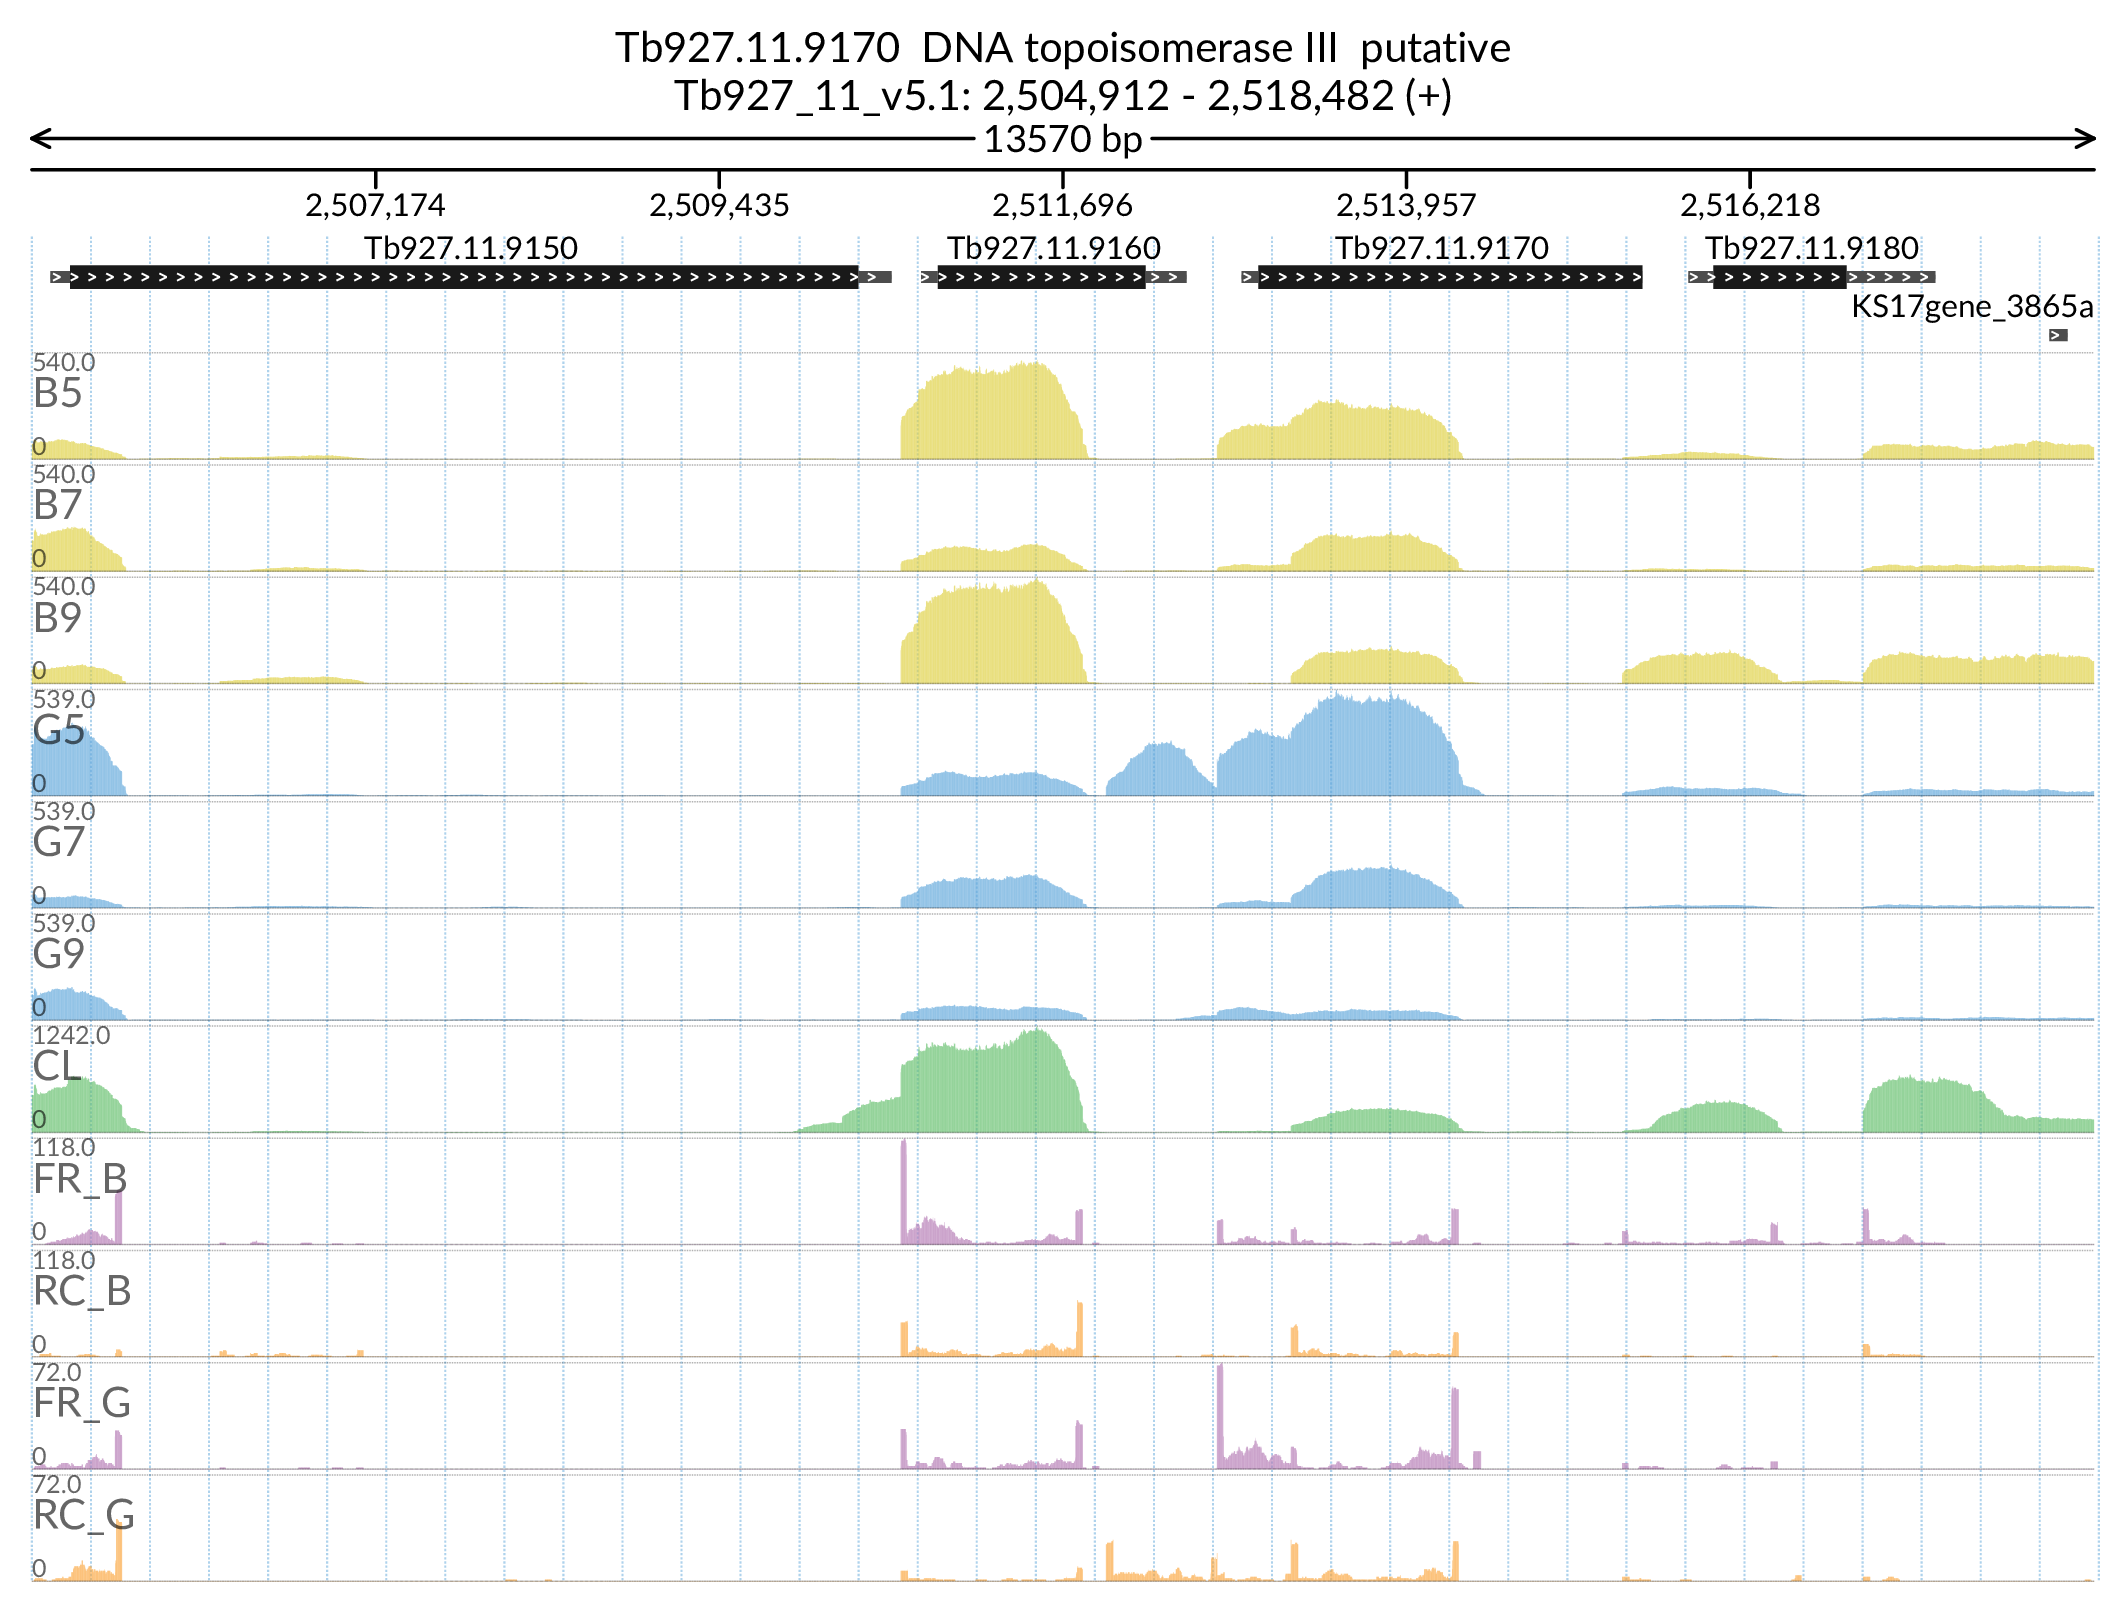 Tb927.11.9170  DNA topoisomerase III  putative
Tb927_11_v5.1: 2,504,912 - 2,518,482 (+)
13570 bp
2,507,174 2,509,435 2,511,696 2,513,957 2,516,218
Tb927.11.9150 Tb927.11.9160 Tb927.11.9170 Tb927.11.9180
KS17gene_3865a
540.0
B5
0
540.0
B7
0
540.0
B9
0
539.0
G5
0
539.0
G7
0
539.0
G9
0
1242.0
CL
0
118.0
FR_B
0
118.0
RC_B
0
72.0
FR_G
0
72.0
RC_G
0